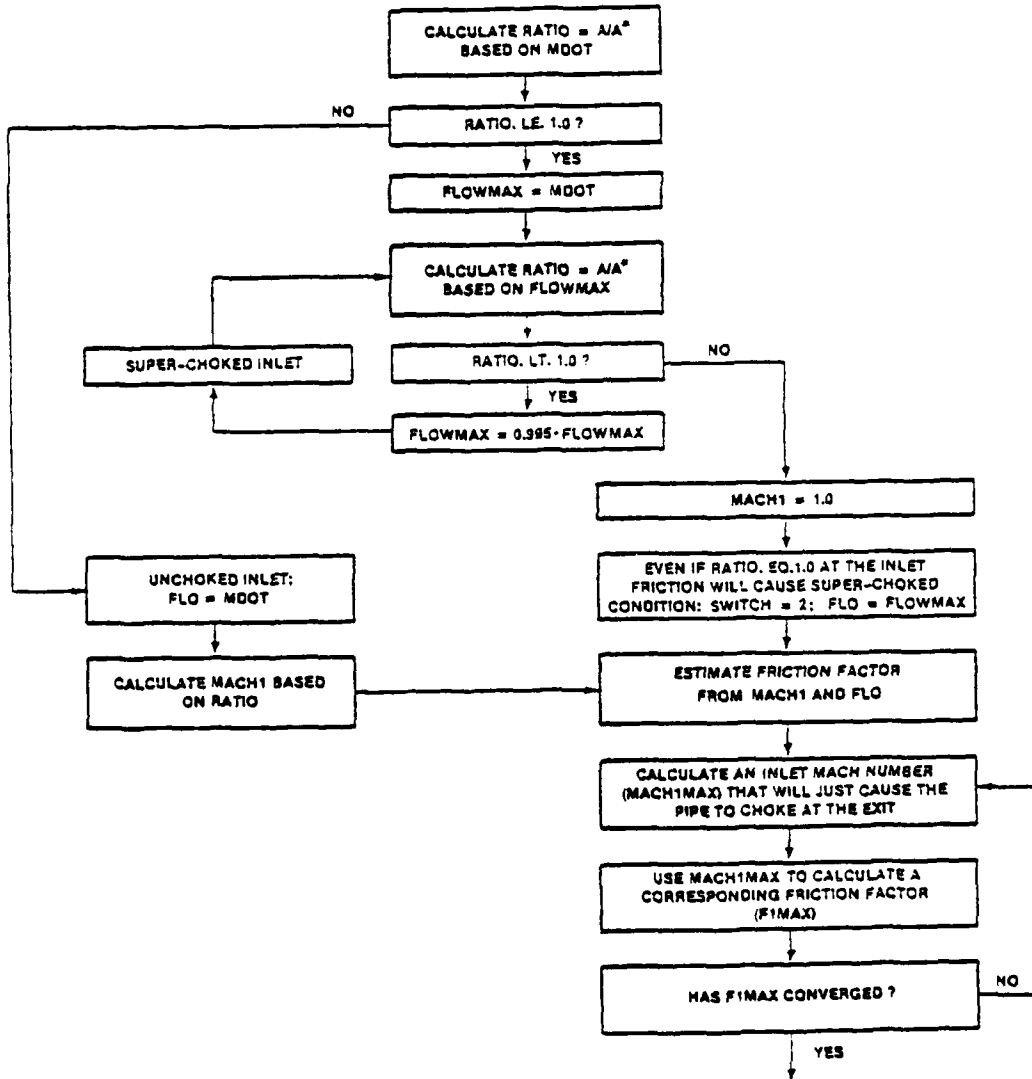 CALCULATE RATIO = A/A*
BASED ON MDOT
NO
RATIO. LE. 1.0 ?
YES
FLOWMAX = MDOT
CALCULATE RATIO = A/A*
BASED ON FLOWMAX
SUPER-CHOKED INLET
RATIO. LT. 1.0 ?
NO
YES
FLOWMAX = 0.995·FLOWMAX
MACH1 = 1.0
UNCHOKED INLET:
FLO = MDOT
EVEN IF RATIO. EQ.1.0 AT THE INLET
FRICTION WILL CAUSE SUPER-CHOKED
CONDITION: SWITCH = 2; FLO = FLOWMAX
CALCULATE MACH1 BASED
ON RATIO
ESTIMATE FRICTION FACTOR
FROM MACH1 AND FLO
CALCULATE AN INLET MACH NUMBER
(MACH1MAX) THAT WILL JUST CAUSE THE
PIPE TO CHOKE AT THE EXIT
USE MACH1MAX TO CALCULATE A
CORRESPONDING FRICTION FACTOR
(F1MAX)
HAS F1MAX CONVERGED ?
NO
YES